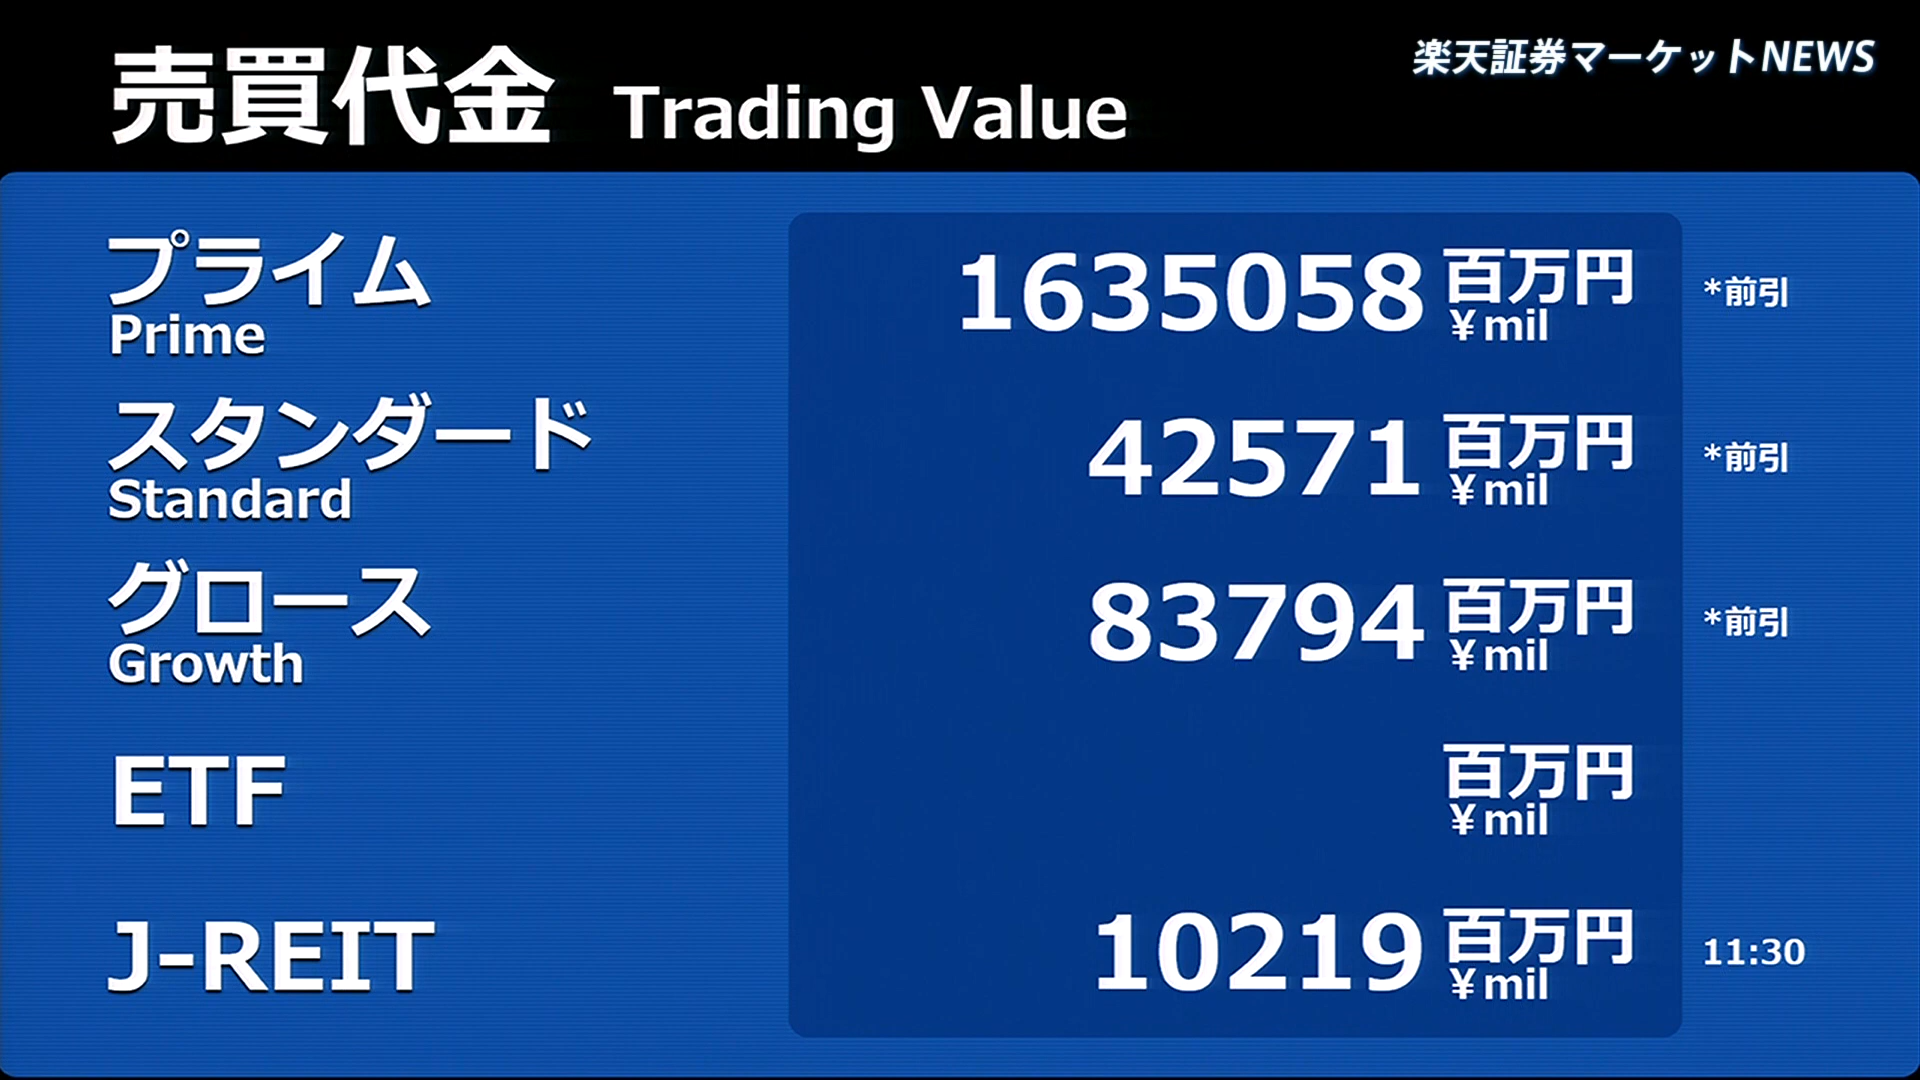 売買代金 Trading Value
楽天証券マーケットNEWS
プライム 1635058 百万円 *前引
Prime ¥mil
スタンダード 42571 百万円 *前引
Standard ¥mil
グロース 83794 百万円 *前引
Growth ¥mil
ETF 百万円
¥mil
J-REIT 10219 百万円 11:30
¥mil